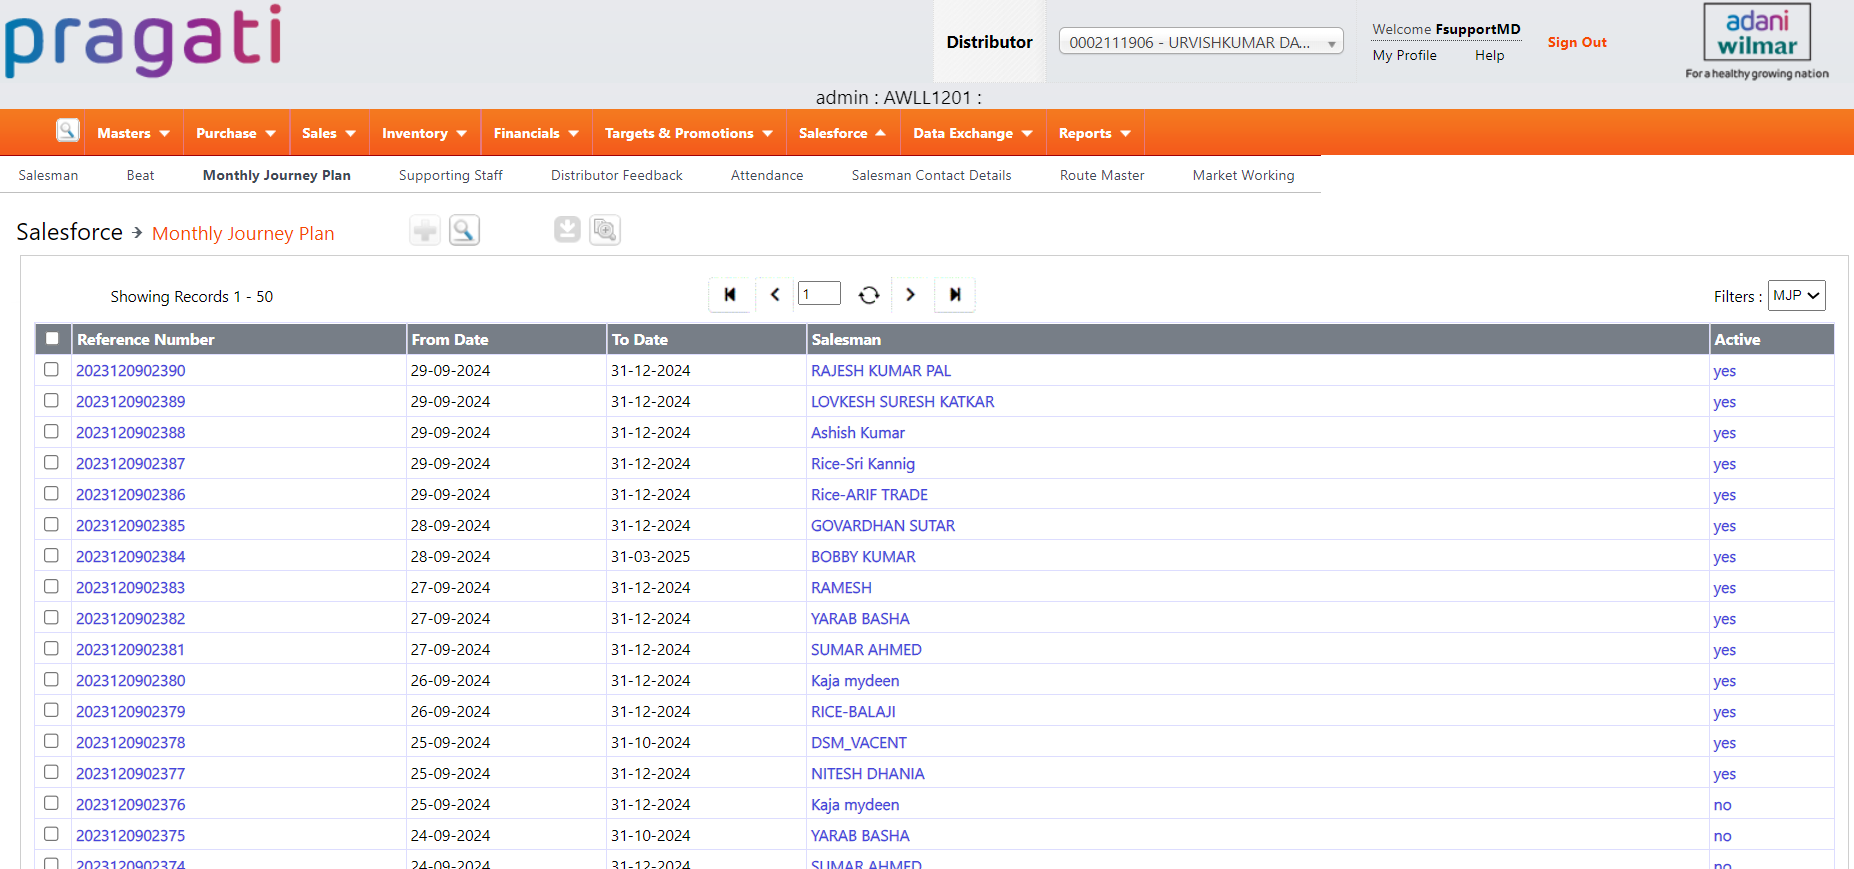 pragati
Distributor 0002111906 - URVISHKUMAR DA... Welcome FsupportMD Sign Out
My Profile Help
adani
wilmar
For a healthy growing nation
admin : AWLL1201 :
Masters Purchase Sales Inventory Financials Targets & Promotions Salesforce Data Exchange Reports
Salesman Beat Monthly Journey Plan Supporting Staff Distributor Feedback Attendance Salesman Contact Details Route Master Market Working
Salesforce Monthly Journey Plan
Showing Records 1 - 50 1 Filters : MJP
Reference Number From Date To Date Salesman Active
2023120902390 29-09-2024 31-12-2024 RAJESH KUMAR PAL yes
2023120902389 29-09-2024 31-12-2024 LOVKESH SURESH KATKAR yes
2023120902388 29-09-2024 31-12-2024 Ashish Kumar yes
2023120902387 29-09-2024 31-12-2024 Rice-Sri Kannig yes
2023120902386 29-09-2024 31-12-2024 Rice-ARIF TRADE yes
2023120902385 28-09-2024 31-12-2024 GOVARDHAN SUTAR yes
2023120902384 28-09-2024 31-03-2025 BOBBY KUMAR yes
2023120902383 27-09-2024 31-12-2024 RAMESH yes
2023120902382 27-09-2024 31-12-2024 YARAB BASHA yes
2023120902381 27-09-2024 31-12-2024 SUMAR AHMED yes
2023120902380 26-09-2024 31-12-2024 Kaja mydeen yes
2023120902379 26-09-2024 31-12-2024 RICE-BALAJI yes
2023120902378 25-09-2024 31-10-2024 DSM_VACENT yes
2023120902377 25-09-2024 31-12-2024 NITESH DHANIA yes
2023120902376 25-09-2024 31-12-2024 Kaja mydeen no
2023120902375 24-09-2024 31-10-2024 YARAB BASHA no
2023120902374 24-09-2024 31-12-2024 SUMAR AHMED no